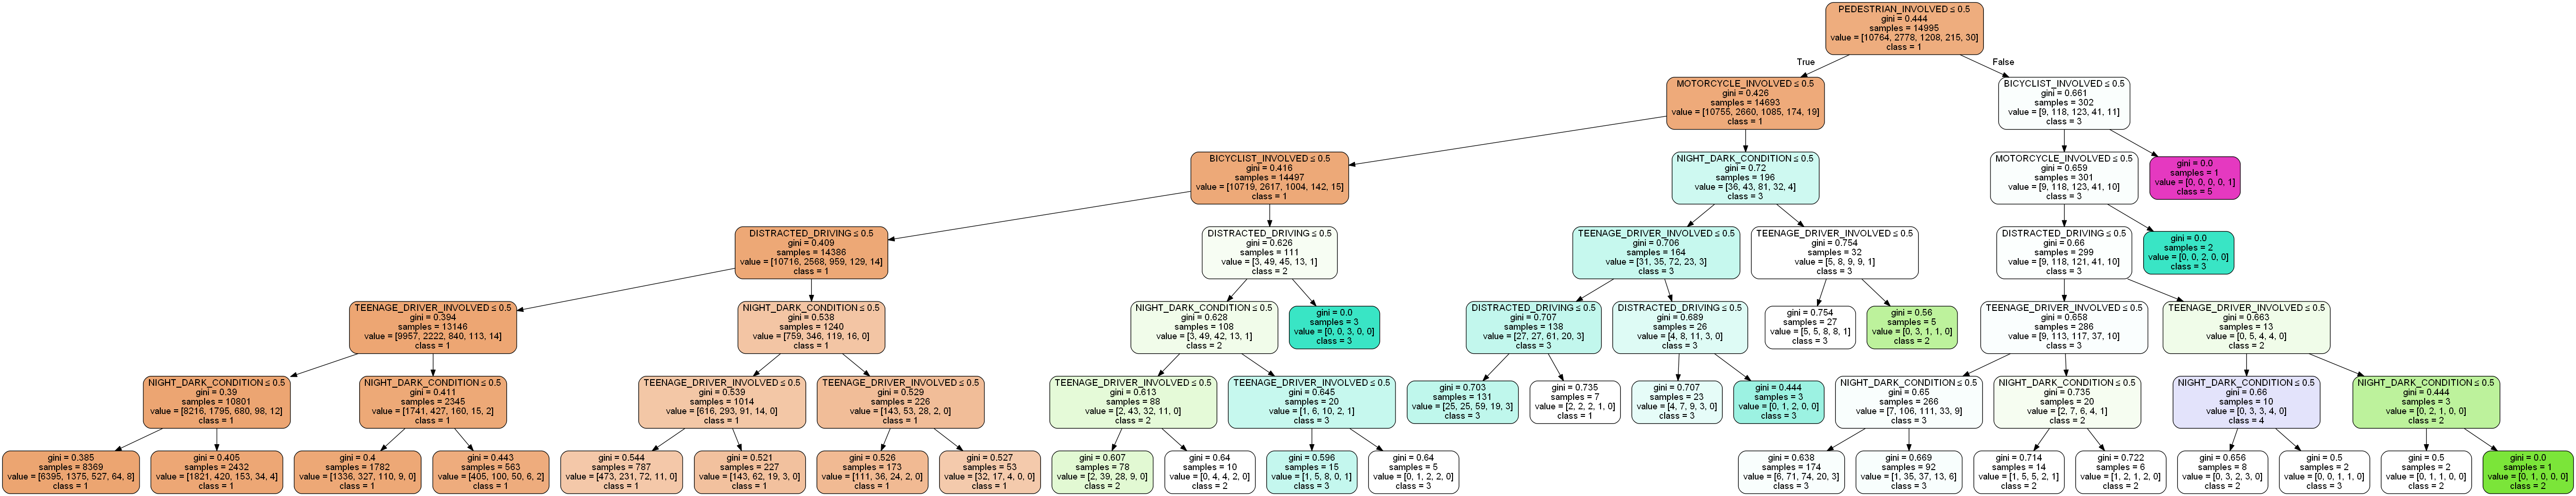 PEDESTRIAN_INVOLVED ≤ 0.5
gini = 0.444
samples = 14995
value = [10764, 2778, 1208, 215, 30]
class = 1
True
False
MOTORCYCLE_INVOLVED ≤ 0.5
gini = 0.426
samples = 14693
value = [10755, 2660, 1085, 174, 19]
class = 1
BICYCLIST_INVOLVED ≤ 0.5
gini = 0.661
samples = 302
value = [9, 118, 123, 41, 11]
class = 3
BICYCLIST_INVOLVED ≤ 0.5
gini = 0.416
samples = 14497
value = [10719, 2617, 1004, 142, 15]
class = 1
NIGHT_DARK_CONDITION ≤ 0.5
gini = 0.72
samples = 196
value = [36, 43, 81, 32, 4]
class = 3
MOTORCYCLE_INVOLVED ≤ 0.5
gini = 0.659
samples = 301
value = [9, 118, 123, 41, 10]
class = 3
gini = 0.0
samples = 1
value = [0, 0, 0, 0, 1]
class = 5
DISTRACTED_DRIVING ≤ 0.5
gini = 0.409
samples = 14386
value = [10716, 2568, 959, 129, 14]
class = 1
DISTRACTED_DRIVING ≤ 0.5
gini = 0.626
samples = 111
value = [3, 49, 45, 13, 1]
class = 2
TEENAGE_DRIVER_INVOLVED ≤ 0.5
gini = 0.706
samples = 164
value = [31, 35, 72, 23, 3]
class = 3
TEENAGE_DRIVER_INVOLVED ≤ 0.5
gini = 0.754
samples = 32
value = [5, 8, 9, 9, 1]
class = 3
DISTRACTED_DRIVING ≤ 0.5
gini = 0.66
samples = 299
value = [9, 118, 121, 41, 10]
class = 3
gini = 0.0
samples = 2
value = [0, 0, 2, 0, 0]
class = 3
TEENAGE_DRIVER_INVOLVED ≤ 0.5
gini = 0.394
samples = 13146
value = [9957, 2222, 840, 113, 14]
class = 1
NIGHT_DARK_CONDITION ≤ 0.5
gini = 0.538
samples = 1240
value = [759, 346, 119, 16, 0]
class = 1
NIGHT_DARK_CONDITION ≤ 0.5
gini = 0.628
samples = 108
value = [3, 49, 42, 13, 1]
class = 2
gini = 0.0
samples = 3
value = [0, 0, 3, 0, 0]
class = 3
DISTRACTED_DRIVING ≤ 0.5
gini = 0.707
samples = 138
value = [27, 27, 61, 20, 3]
class = 3
DISTRACTED_DRIVING ≤ 0.5
gini = 0.689
samples = 26
value = [4, 8, 11, 3, 0]
class = 3
gini = 0.754
samples = 27
value = [5, 5, 8, 8, 1]
class = 3
gini = 0.56
samples = 5
value = [0, 3, 1, 1, 0]
class = 2
TEENAGE_DRIVER_INVOLVED ≤ 0.5
gini = 0.658
samples = 286
value = [9, 113, 117, 37, 10]
class = 3
TEENAGE_DRIVER_INVOLVED ≤ 0.5
gini = 0.663
samples = 13
value = [0, 5, 4, 4, 0]
class = 2
NIGHT_DARK_CONDITION ≤ 0.5
gini = 0.39
samples = 10801
value = [8216, 1795, 680, 98, 12]
class = 1
NIGHT_DARK_CONDITION ≤ 0.5
gini = 0.411
samples = 2345
value = [1741, 427, 160, 15, 2]
class = 1
TEENAGE_DRIVER_INVOLVED ≤ 0.5
gini = 0.539
samples = 1014
value = [616, 293, 91, 14, 0]
class = 1
TEENAGE_DRIVER_INVOLVED ≤ 0.5
gini = 0.529
samples = 226
value = [143, 53, 28, 2, 0]
class = 1
TEENAGE_DRIVER_INVOLVED ≤ 0.5
gini = 0.613
samples = 88
value = [2, 43, 32, 11, 0]
class = 2
TEENAGE_DRIVER_INVOLVED ≤ 0.5
gini = 0.645
samples = 20
value = [1, 6, 10, 2, 1]
class = 3
gini = 0.703
samples = 131
value = [25, 25, 59, 19, 3]
class = 3
gini = 0.735
samples = 7
value = [2, 2, 2, 1, 0]
class = 1
gini = 0.707
samples = 23
value = [4, 7, 9, 3, 0]
class = 3
gini = 0.444
samples = 3
value = [0, 1, 2, 0, 0]
class = 3
NIGHT_DARK_CONDITION ≤ 0.5
gini = 0.65
samples = 266
value = [7, 106, 111, 33, 9]
class = 3
NIGHT_DARK_CONDITION ≤ 0.5
gini = 0.735
samples = 20
value = [2, 7, 6, 4, 1]
class = 2
NIGHT_DARK_CONDITION ≤ 0.5
gini = 0.66
samples = 10
value = [0, 3, 3, 4, 0]
class = 4
NIGHT_DARK_CONDITION ≤ 0.5
gini = 0.444
samples = 3
value = [0, 2, 1, 0, 0]
class = 2
gini = 0.385
samples = 8369
value = [6395, 1375, 527, 64, 8]
class = 1
gini = 0.405
samples = 2432
value = [1821, 420, 153, 34, 4]
class = 1
gini = 0.4
samples = 1782
value = [1336, 327, 110, 9, 0]
class = 1
gini = 0.443
samples = 563
value = [405, 100, 50, 6, 2]
class = 1
gini = 0.544
samples = 787
value = [473, 231, 72, 11, 0]
class = 1
gini = 0.521
samples = 227
value = [143, 62, 19, 3, 0]
class = 1
gini = 0.526
samples = 173
value = [111, 36, 24, 2, 0]
class = 1
gini = 0.527
samples = 53
value = [32, 17, 4, 0, 0]
class = 1
gini = 0.607
samples = 78
value = [2, 39, 28, 9, 0]
class = 2
gini = 0.64
samples = 10
value = [0, 4, 4, 2, 0]
class = 2
gini = 0.596
samples = 15
value = [1, 5, 8, 0, 1]
class = 3
gini = 0.64
samples = 5
value = [0, 1, 2, 2, 0]
class = 3
gini = 0.638
samples = 174
value = [6, 71, 74, 20, 3]
class = 3
gini = 0.669
samples = 92
value = [1, 35, 37, 13, 6]
class = 3
gini = 0.714
samples = 14
value = [1, 5, 5, 2, 1]
class = 2
gini = 0.722
samples = 6
value = [1, 2, 1, 2, 0]
class = 2
gini = 0.656
samples = 8
value = [0, 3, 2, 3, 0]
class = 2
gini = 0.5
samples = 2
value = [0, 0, 1, 1, 0]
class = 3
gini = 0.5
samples = 2
value = [0, 1, 1, 0, 0]
class = 2
gini = 0.0
samples = 1
value = [0, 1, 0, 0, 0]
class = 2